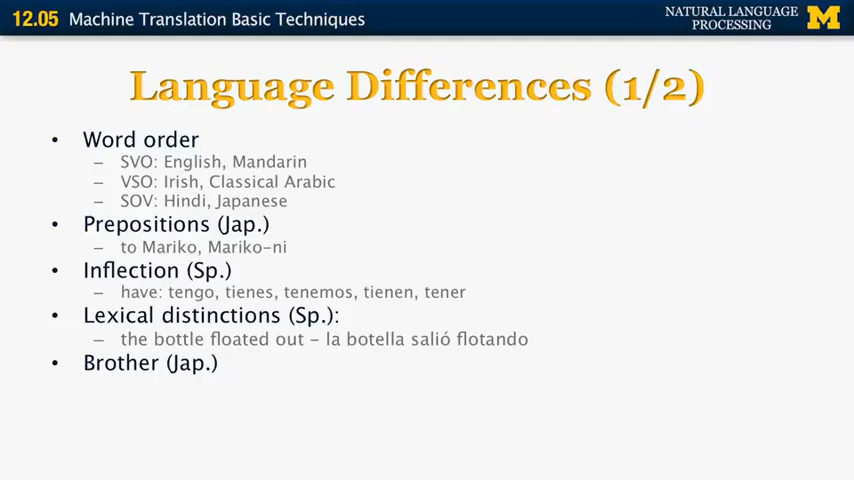 12.05 Machine Translation Basic Techniques
NATURAL LANGUAGE
PROCESSING
M
Language Differences (1/2)
• Word order
– SVO: English, Mandarin
– VSO: Irish, Classical Arabic
– SOV: Hindi, Japanese
• Prepositions (Jap.)
– to Mariko, Mariko-ni
• Inflection (Sp.)
– have: tengo, tienes, tenemos, tienen, tener
• Lexical distinctions (Sp.):
– the bottle floated out – la botella salió flotando
• Brother (Jap.)